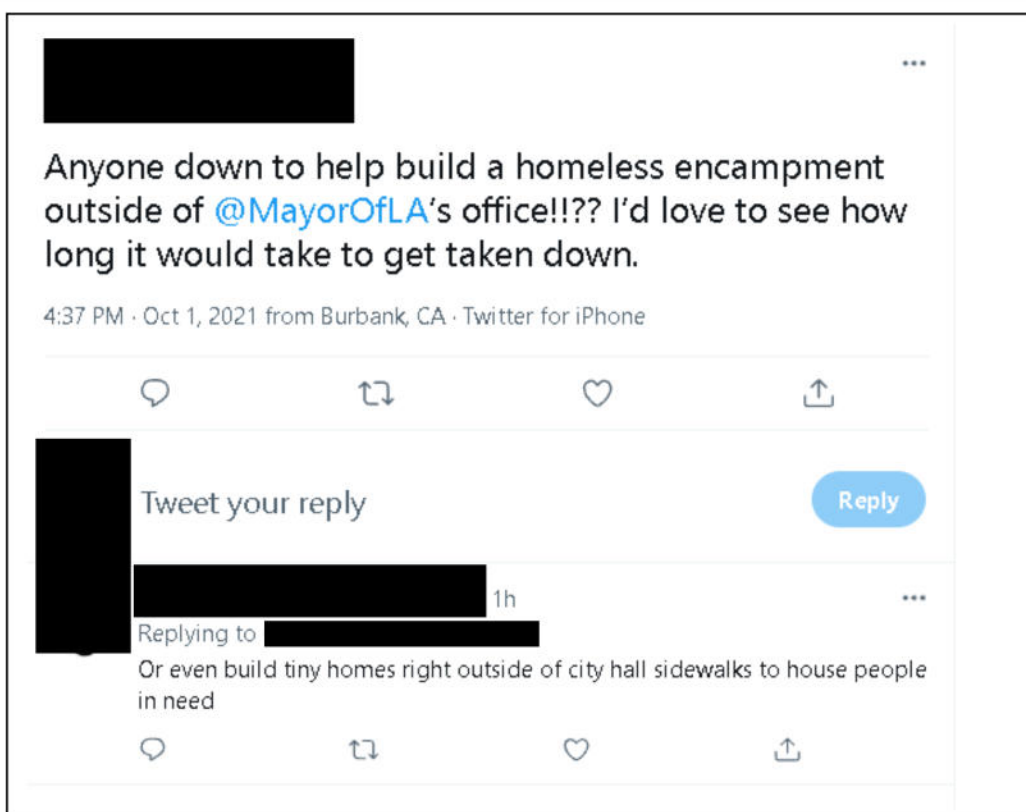 Anyone down to help build a homeless encampment
outside of @MayorOfLA's office!!?? I'd love to see how
long it would take to get taken down.
4:37 PM · Oct 1, 2021 from Burbank, CA · Twitter for iPhone
Tweet your reply
Reply
1h
Replying to
Or even build tiny homes right outside of city hall sidewalks to house people
in need